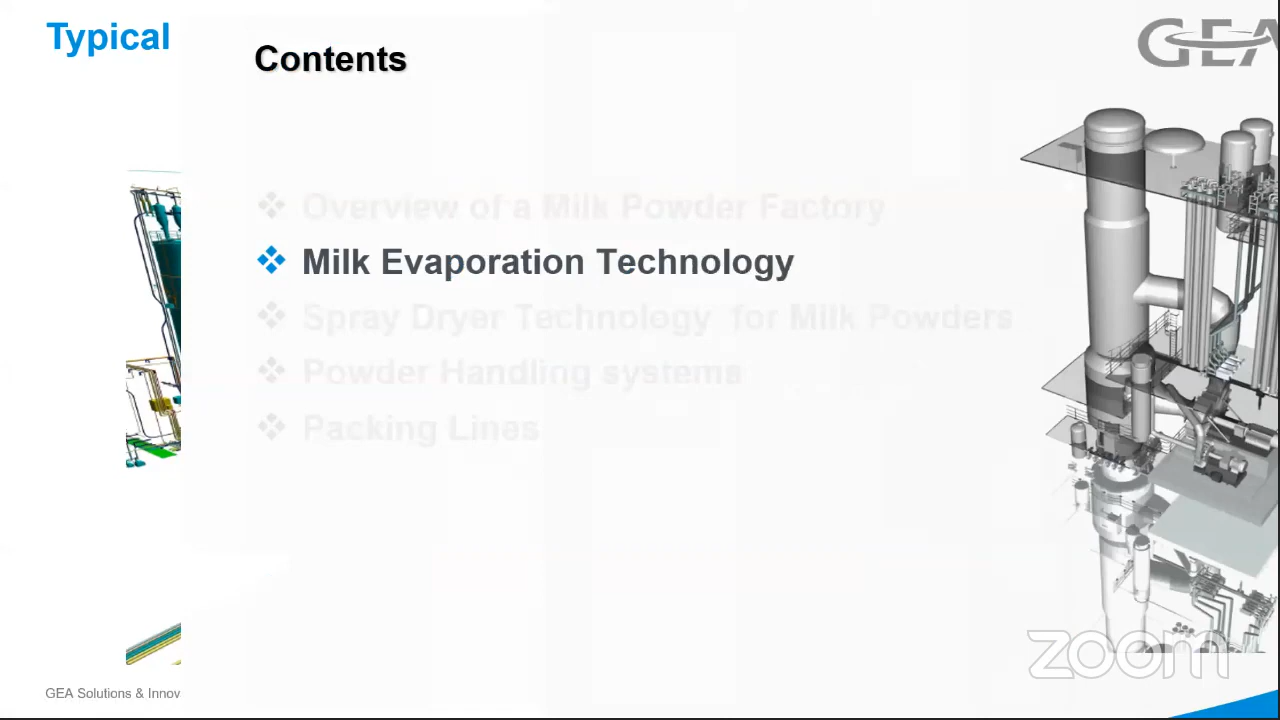 Typical
Contents
GEA
Overview of a Milk Powder Factory
Milk Evaporation Technology
Spray Dryer Technology for Milk Powders
Powder Handling systems
Packing Lines
zoom
GEA Solutions & Innov